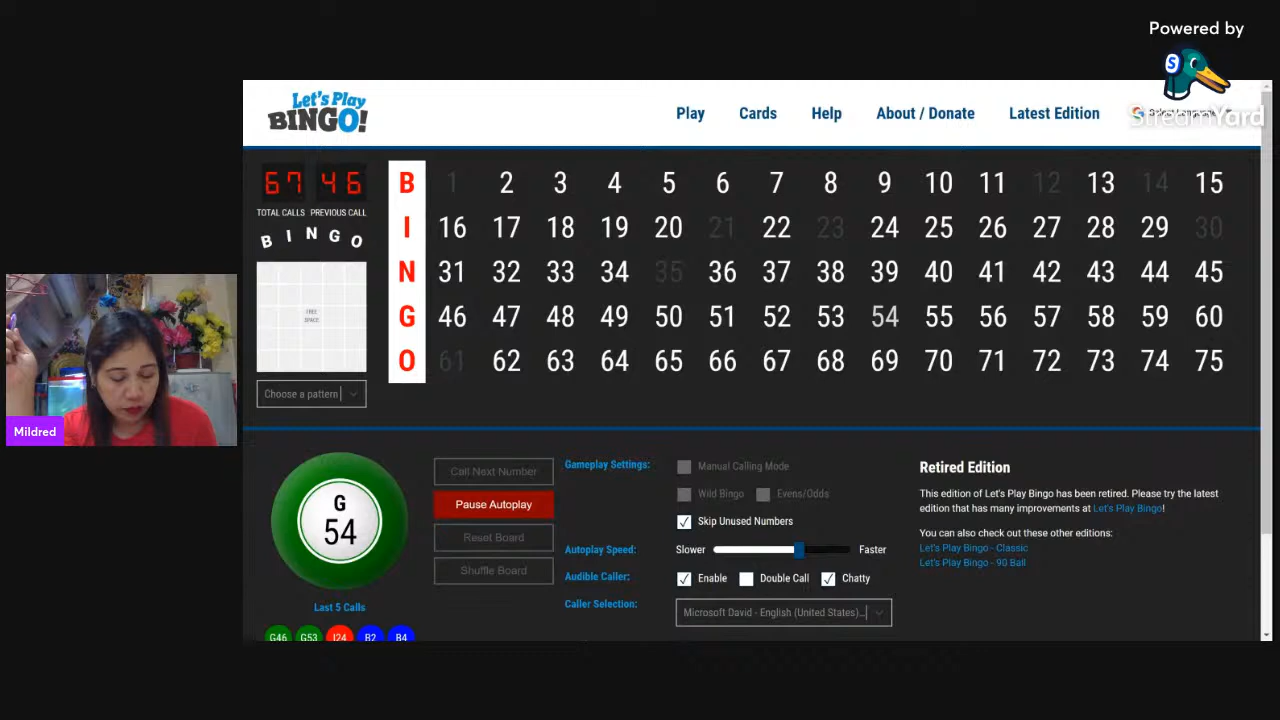 Powered by
StreamYard
Let's Play
BINGO!
Play
Cards
Help
About / Donate
Latest Edition
Select Language
67 46
TOTAL CALLS PREVIOUS CALL
B I N G O
FREE
SPACE
Choose a pattern
B 1 2 3 4 5 6 7 8 9 10 11 12 13 14 15
I 16 17 18 19 20 21 22 23 24 25 26 27 28 29 30
N 31 32 33 34 35 36 37 38 39 40 41 42 43 44 45
G 46 47 48 49 50 51 52 53 54 55 56 57 58 59 60
O 61 62 63 64 65 66 67 68 69 70 71 72 73 74 75
Mildred
G
54
Last 5 Calls
G46 G53 I24 B2 B4
Call Next Number
Pause Autoplay
Reset Board
Shuffle Board
Gameplay Settings:
Manual Calling Mode
Wild Bingo Evens/Odds
Skip Unused Numbers
Autoplay Speed:
Slower Faster
Audible Caller:
Enable Double Call Chatty
Caller Selection:
Microsoft David - English (United States)...
Retired Edition
This edition of Let's Play Bingo has been retired. Please try the latest
edition that has many improvements at Let's Play Bingo!
You can also check out these other editions:
Let's Play Bingo - Classic
Let's Play Bingo - 90 Ball